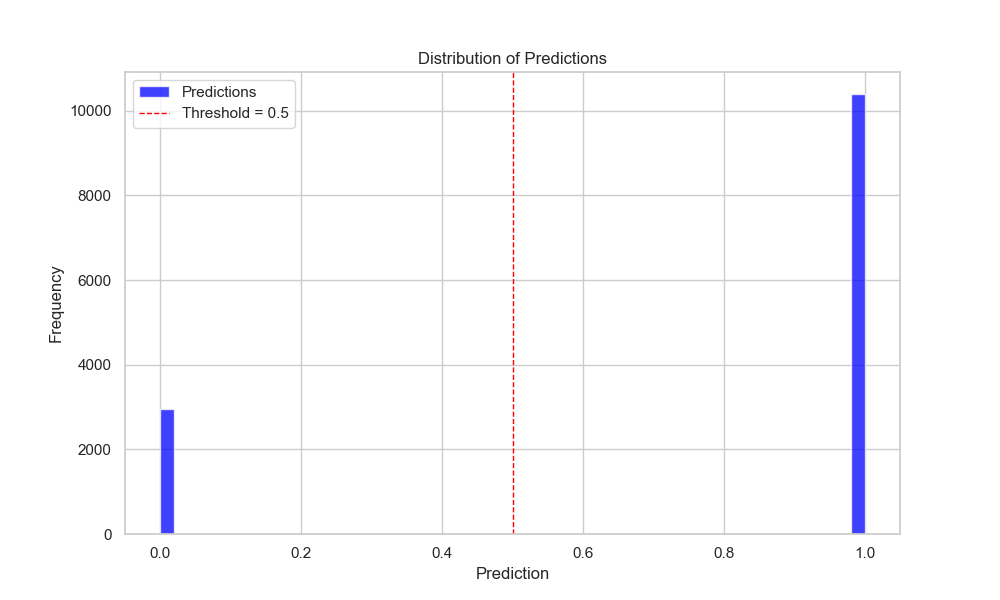 Distribution of Predictions
Predictions
Threshold = 0.5
10000
8000
6000
4000
2000
0
Frequency
0.0 0.2 0.4 0.6 0.8 1.0
Prediction